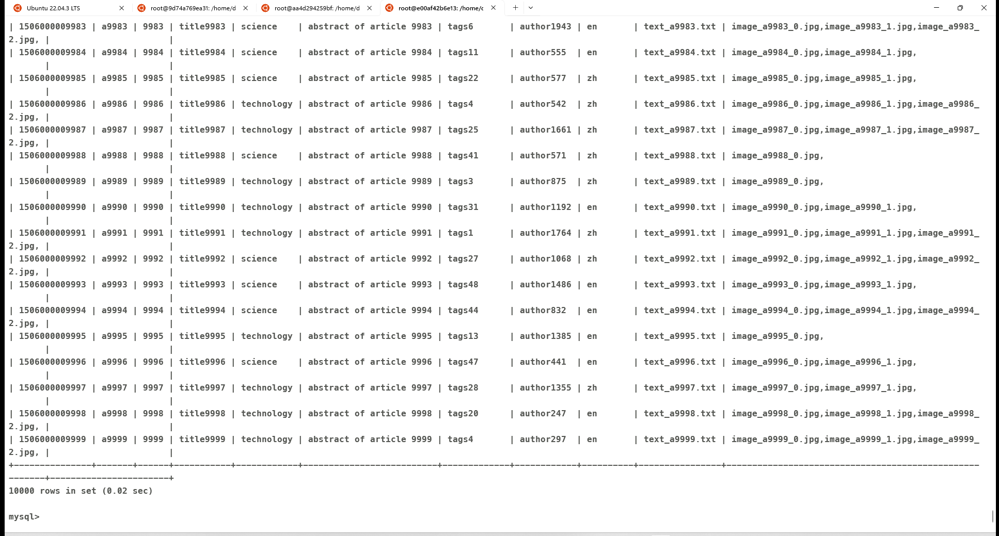 Ubuntu 22.04.3 LTS root@9d74a769ea31: /home/d root@aa4d294259bf: /home/d root@e00af42b6e13: /home/c
| 1506000009983 | a9983 | 9983 | title9983 | science    | abstract of article 9983 | tags6       | author1943 | en       | text_a9983.txt | image_a9983_0.jpg,image_a9983_1.jpg,image_a9983_
2.jpg, |                       |
| 1506000009984 | a9984 | 9984 | title9984 | science    | abstract of article 9984 | tags11      | author555  | en       | text_a9984.txt | image_a9984_0.jpg,image_a9984_1.jpg,
       |                       |
| 1506000009985 | a9985 | 9985 | title9985 | science    | abstract of article 9985 | tags22      | author577  | zh       | text_a9985.txt | image_a9985_0.jpg,image_a9985_1.jpg,
       |                       |
| 1506000009986 | a9986 | 9986 | title9986 | technology | abstract of article 9986 | tags4       | author542  | zh       | text_a9986.txt | image_a9986_0.jpg,image_a9986_1.jpg,image_a9986_
2.jpg, |                       |
| 1506000009987 | a9987 | 9987 | title9987 | technology | abstract of article 9987 | tags25      | author1661 | zh       | text_a9987.txt | image_a9987_0.jpg,image_a9987_1.jpg,image_a9987_
2.jpg, |                       |
| 1506000009988 | a9988 | 9988 | title9988 | science    | abstract of article 9988 | tags41      | author571  | zh       | text_a9988.txt | image_a9988_0.jpg,
       |                       |
| 1506000009989 | a9989 | 9989 | title9989 | technology | abstract of article 9989 | tags3       | author875  | zh       | text_a9989.txt | image_a9989_0.jpg,
       |                       |
| 1506000009990 | a9990 | 9990 | title9990 | technology | abstract of article 9990 | tags31      | author1192 | en       | text_a9990.txt | image_a9990_0.jpg,image_a9990_1.jpg,
       |                       |
| 1506000009991 | a9991 | 9991 | title9991 | technology | abstract of article 9991 | tags1       | author1764 | zh       | text_a9991.txt | image_a9991_0.jpg,image_a9991_1.jpg,image_a9991_
2.jpg, |                       |
| 1506000009992 | a9992 | 9992 | title9992 | science    | abstract of article 9992 | tags27      | author1068 | zh       | text_a9992.txt | image_a9992_0.jpg,image_a9992_1.jpg,image_a9992_
2.jpg, |                       |
| 1506000009993 | a9993 | 9993 | title9993 | science    | abstract of article 9993 | tags48      | author1486 | en       | text_a9993.txt | image_a9993_0.jpg,image_a9993_1.jpg,
       |                       |
| 1506000009994 | a9994 | 9994 | title9994 | science    | abstract of article 9994 | tags44      | author832  | en       | text_a9994.txt | image_a9994_0.jpg,image_a9994_1.jpg,image_a9994_
2.jpg, |                       |
| 1506000009995 | a9995 | 9995 | title9995 | technology | abstract of article 9995 | tags13      | author1385 | en       | text_a9995.txt | image_a9995_0.jpg,
       |                       |
| 1506000009996 | a9996 | 9996 | title9996 | science    | abstract of article 9996 | tags47      | author441  | en       | text_a9996.txt | image_a9996_0.jpg,image_a9996_1.jpg,
       |                       |
| 1506000009997 | a9997 | 9997 | title9997 | technology | abstract of article 9997 | tags28      | author1355 | zh       | text_a9997.txt | image_a9997_0.jpg,image_a9997_1.jpg,
       |                       |
| 1506000009998 | a9998 | 9998 | title9998 | technology | abstract of article 9998 | tags20      | author247  | en       | text_a9998.txt | image_a9998_0.jpg,image_a9998_1.jpg,image_a9998_
2.jpg, |                       |
| 1506000009999 | a9999 | 9999 | title9999 | technology | abstract of article 9999 | tags4       | author297  | en       | text_a9999.txt | image_a9999_0.jpg,image_a9999_1.jpg,image_a9999_
2.jpg, |                       |
+---------------+-------+------+-----------+------------+--------------------------+-------------+------------+----------+----------------+-------------------------------------------------
-------+-----------------------+
10000 rows in set (0.02 sec)
mysql>